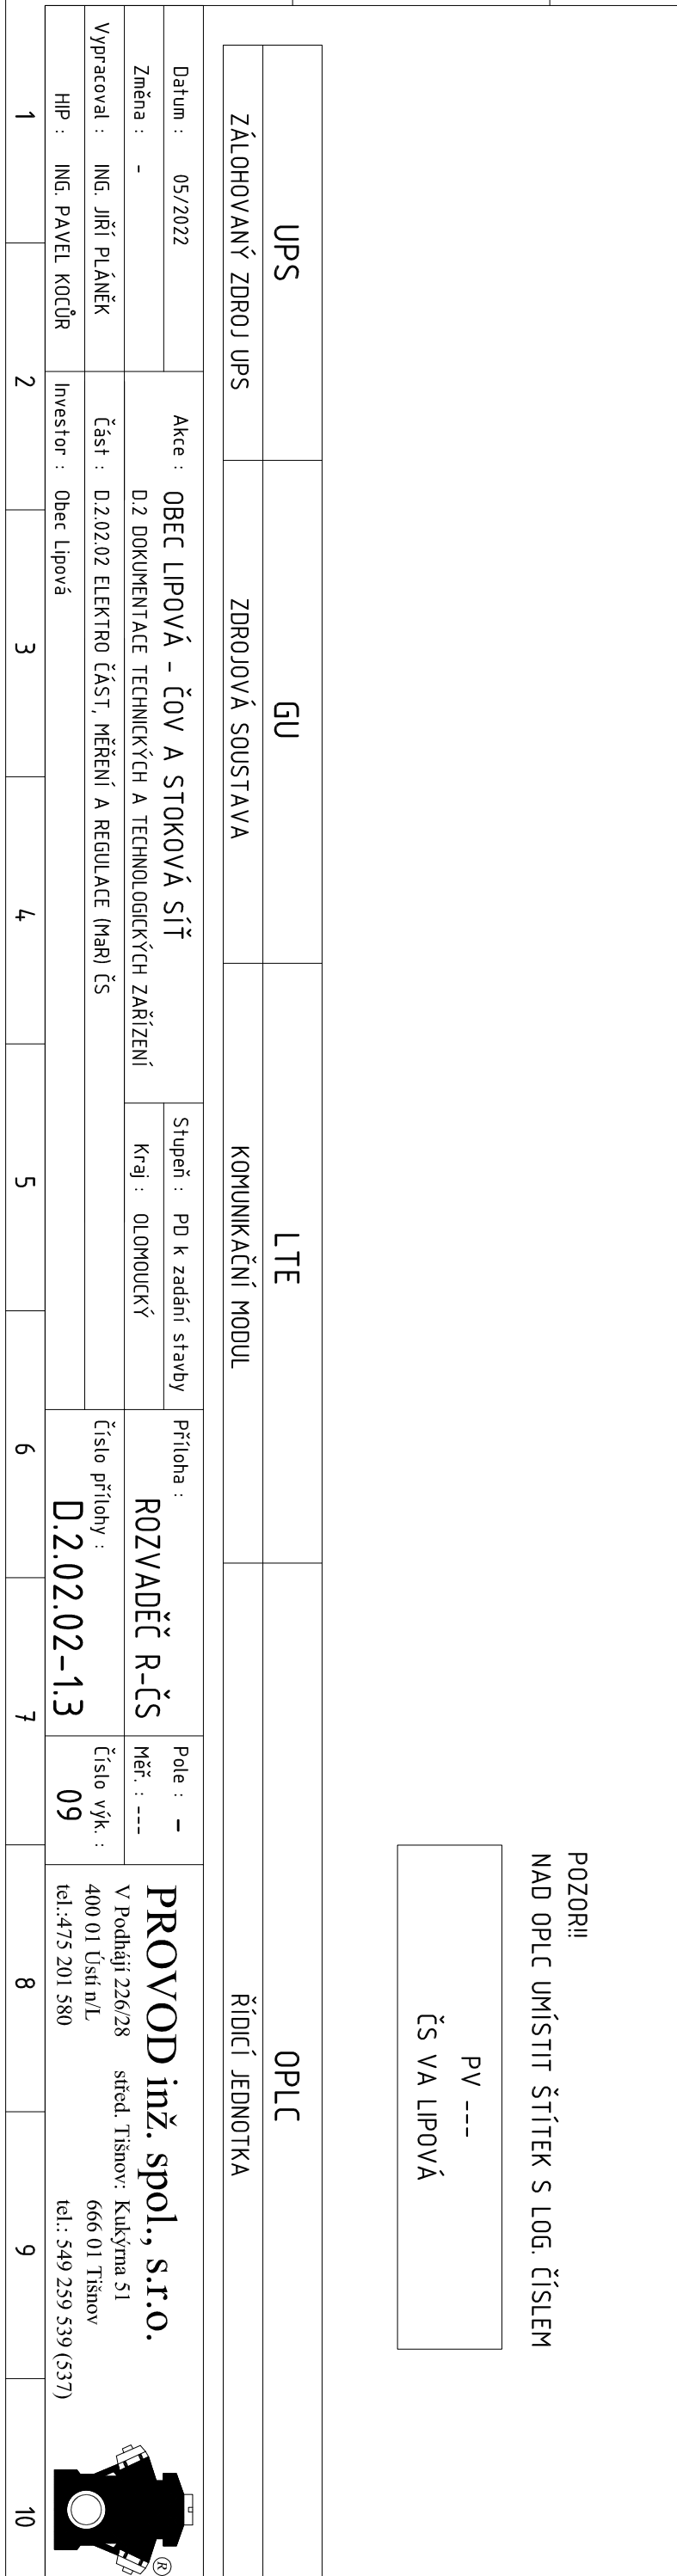 POZOR!!
NAD OPLC UMÍSTIT ŠTÍTEK S LOG. ČÍSLEM
PV ---
ČS VA LIPOVÁ
UPS
GU
LTE
OPLC
ZÁLOHOVANÝ ZDROJ UPS
ZDROJOVÁ SOUSTAVA
KOMUNIKAČNÍ MODUL
ŘÍDICÍ JEDNOTKA
Datum : 05/2022
Změna : -
Vypracoval : ING. JIŘÍ PLÁNĚK
HIP : ING. PAVEL KOCŮR
Akce : OBEC LIPOVÁ - ČOV A STOKOVÁ SÍŤ
D.2 DOKUMENTACE TECHNICKÝCH A TECHNOLOGICKÝCH ZAŘÍZENÍ
Část : D.2.02.02 ELEKTRO ČÁST, MĚŘENÍ A REGULACE (MaR) ČS
Investor : Obec Lipová
Stupeň : PD k zadání stavby
Kraj : OLOMOUCKÝ
Příloha :
ROZVADĚČ R-ČS
Číslo přílohy :
D.2.02.02-1.3
Pole : -
Měř. : ---
Číslo výk. :
09
PROVOD inž. spol., s.r.o.
V Podhájí 226/28 střed. Tišnov: Kukýrna 51
400 01 Ústí n/L 666 01 Tišnov
tel.:475 201 580 tel.: 549 259 539 (537)
®
1 2 3 4 5 6 7 8 9 10